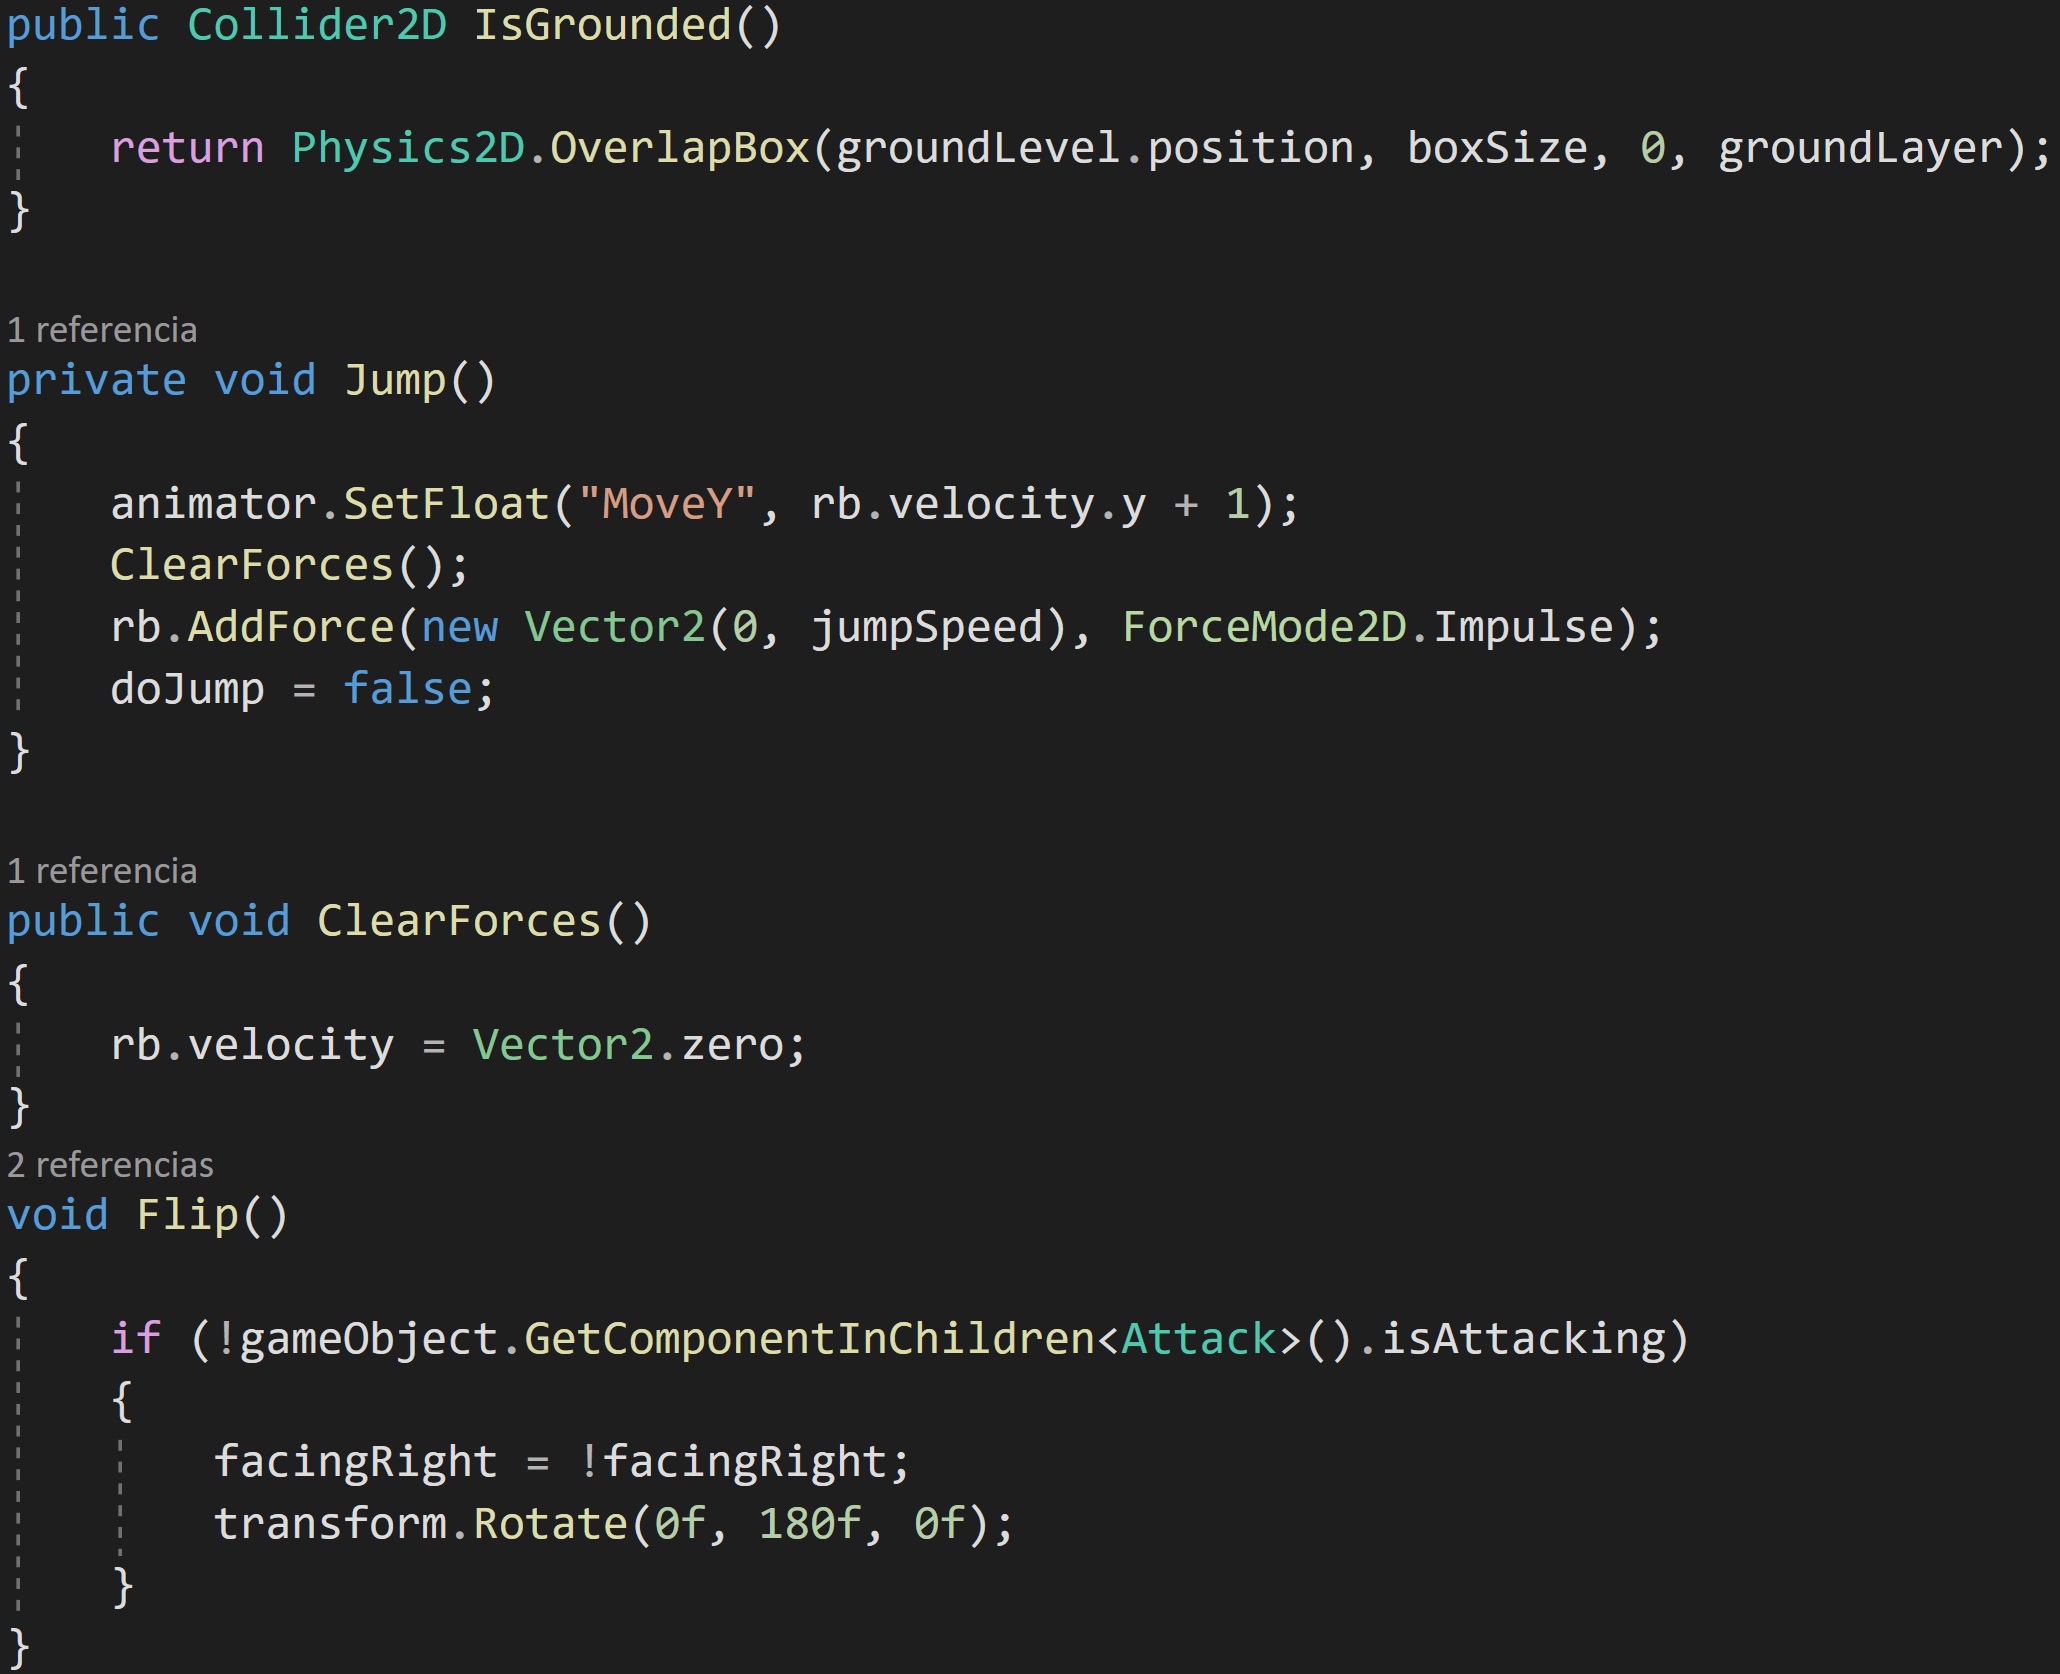 public Collider2D IsGrounded()
{
    return Physics2D.OverlapBox(groundLevel.position, boxSize, 0, groundLayer);
}
1 referencia
private void Jump()
{
    animator.SetFloat("MoveY", rb.velocity.y + 1);
    ClearForces();
    rb.AddForce(new Vector2(0, jumpSpeed), ForceMode2D.Impulse);
    doJump = false;
}
1 referencia
public void ClearForces()
{
    rb.velocity = Vector2.zero;
}
2 referencias
void Flip()
{
    if (!gameObject.GetComponentInChildren<Attack>().isAttacking)
    {
        facingRight = !facingRight;
        transform.Rotate(0f, 180f, 0f);
    }
}